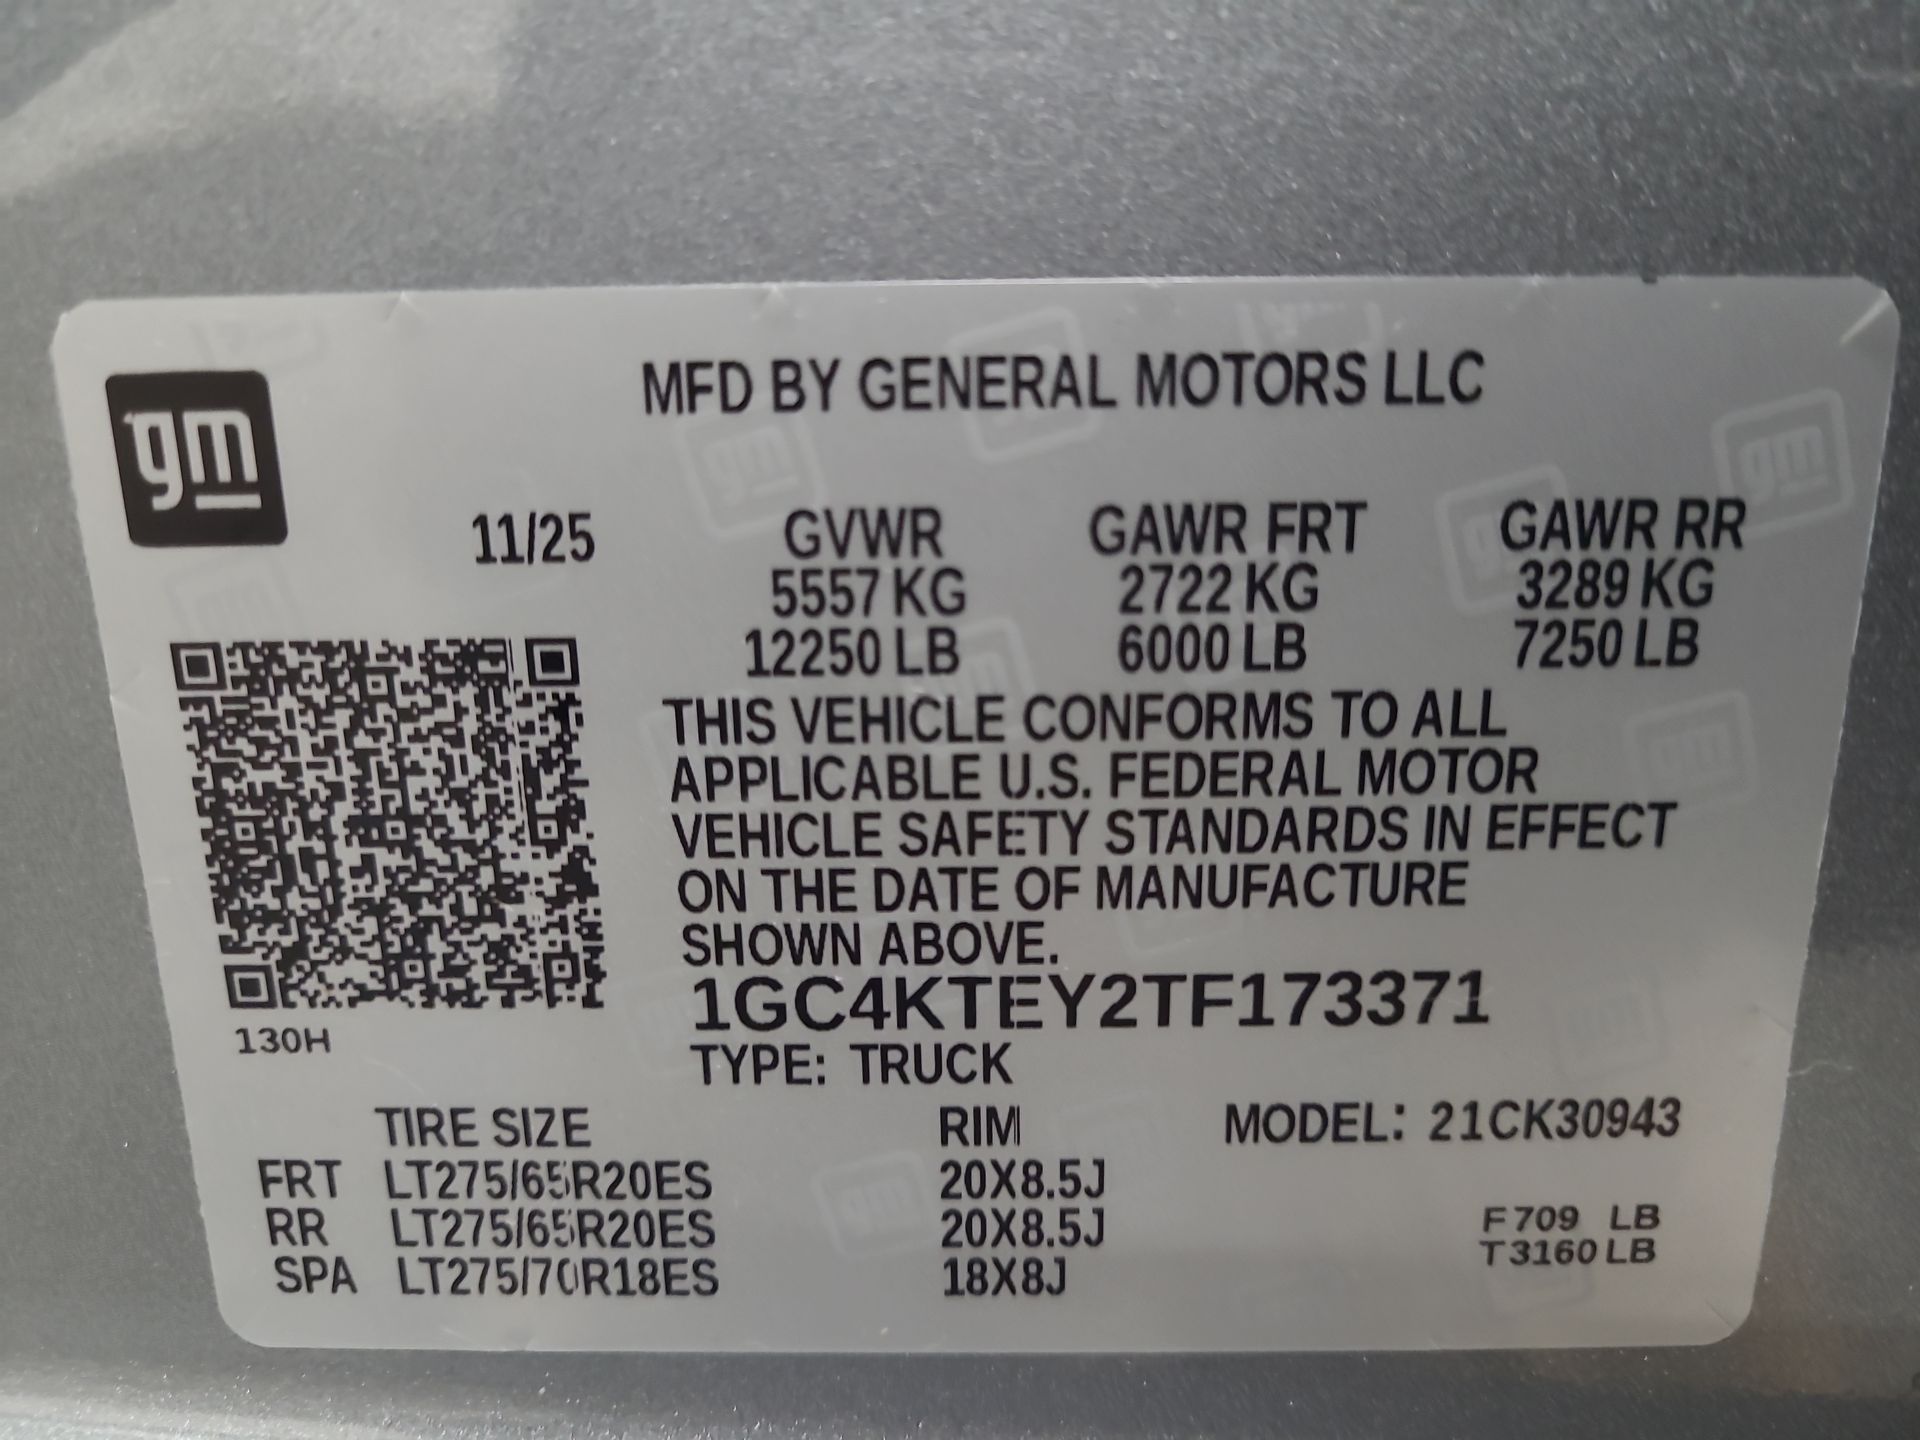 gm
MFD BY GENERAL MOTORS LLC
11/25 GVWR GAWR FRT GAWR RR
5557 KG 2722 KG 3289 KG
12250 LB 6000 LB 7250 LB
THIS VEHICLE CONFORMS TO ALL
APPLICABLE U.S. FEDERAL MOTOR
VEHICLE SAFETY STANDARDS IN EFFECT
ON THE DATE OF MANUFACTURE
SHOWN ABOVE.
1GC4KTEY2TF173371
130H
TYPE: TRUCK
TIRE SIZE RIM MODEL: 21CK30943
FRT LT275/65R20ES 20X8.5J
RR LT275/65R20ES 20X8.5J
SPA LT275/70R18ES 18X8J
F 709 LB
T 3160 LB